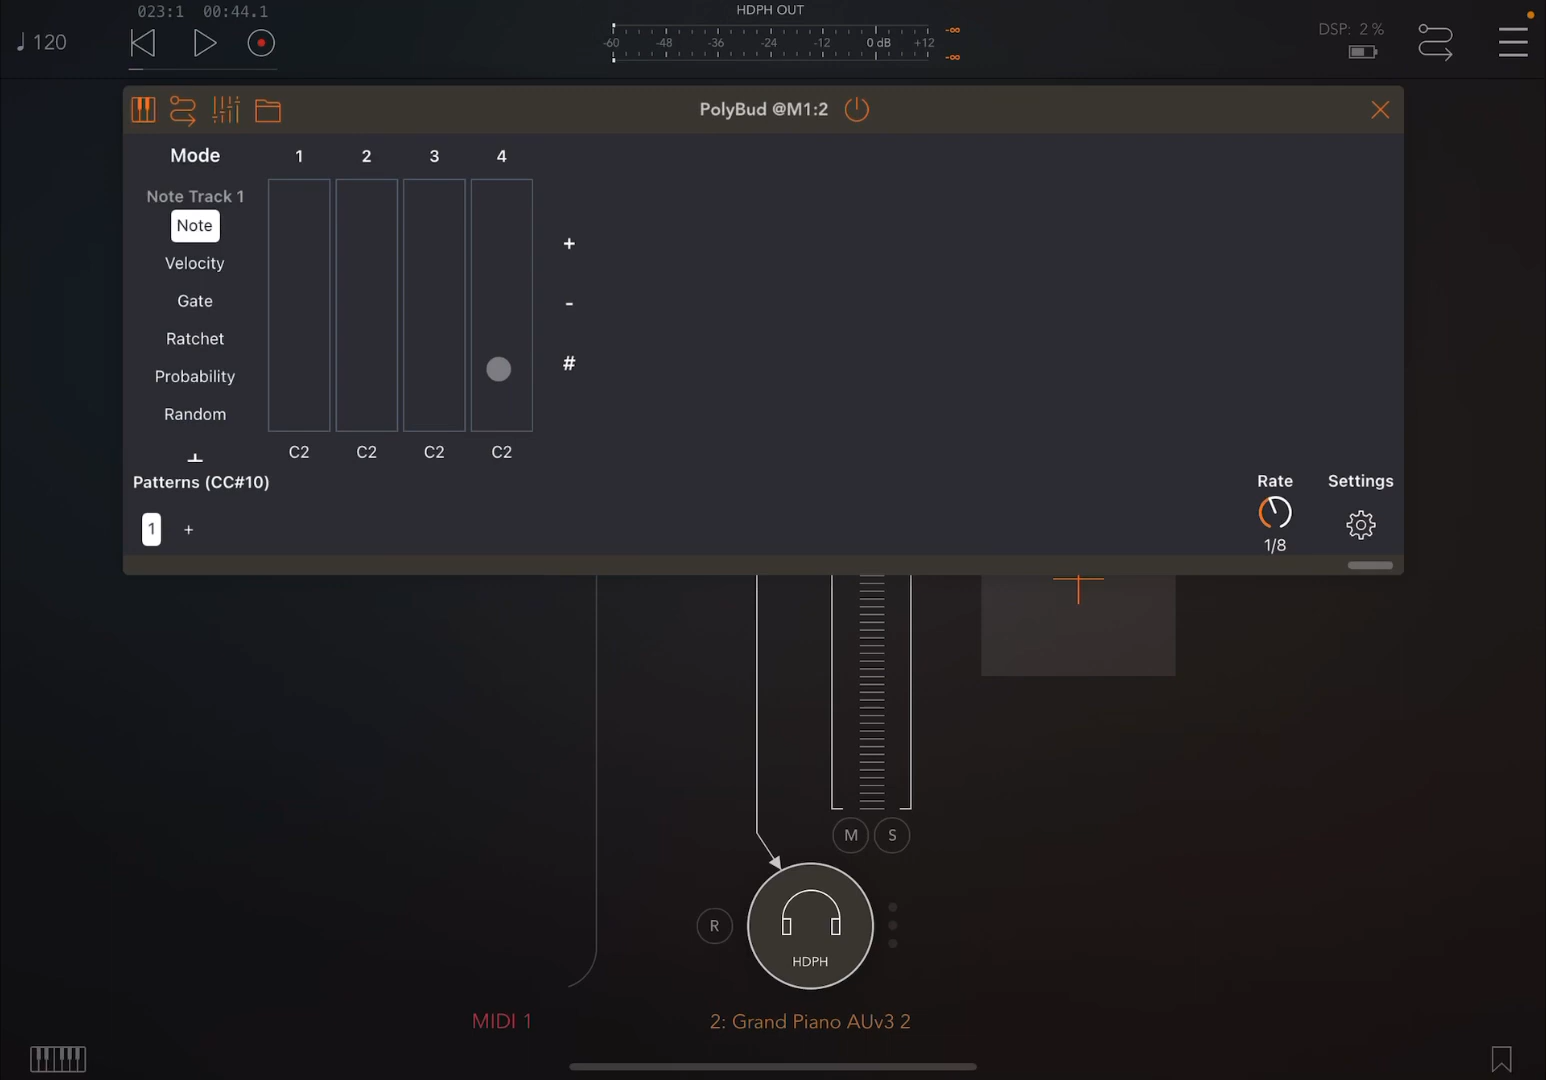 023:1 00:44.1
HDPH OUT
♩ 120
-60 -48 -36 -24 -12 0 dB +12
-∞
-∞
DSP: 2 %
PolyBud @M1:2
Mode 1 2 3 4
Note Track 1
Note
Velocity
Gate
Ratchet
Probability
Random
+
-
#
+
C2 C2 C2 C2
Patterns (CC#10)
1 +
Rate
1/8
Settings
M S
R
HDPH
MIDI 1
2: Grand Piano AUv3 2